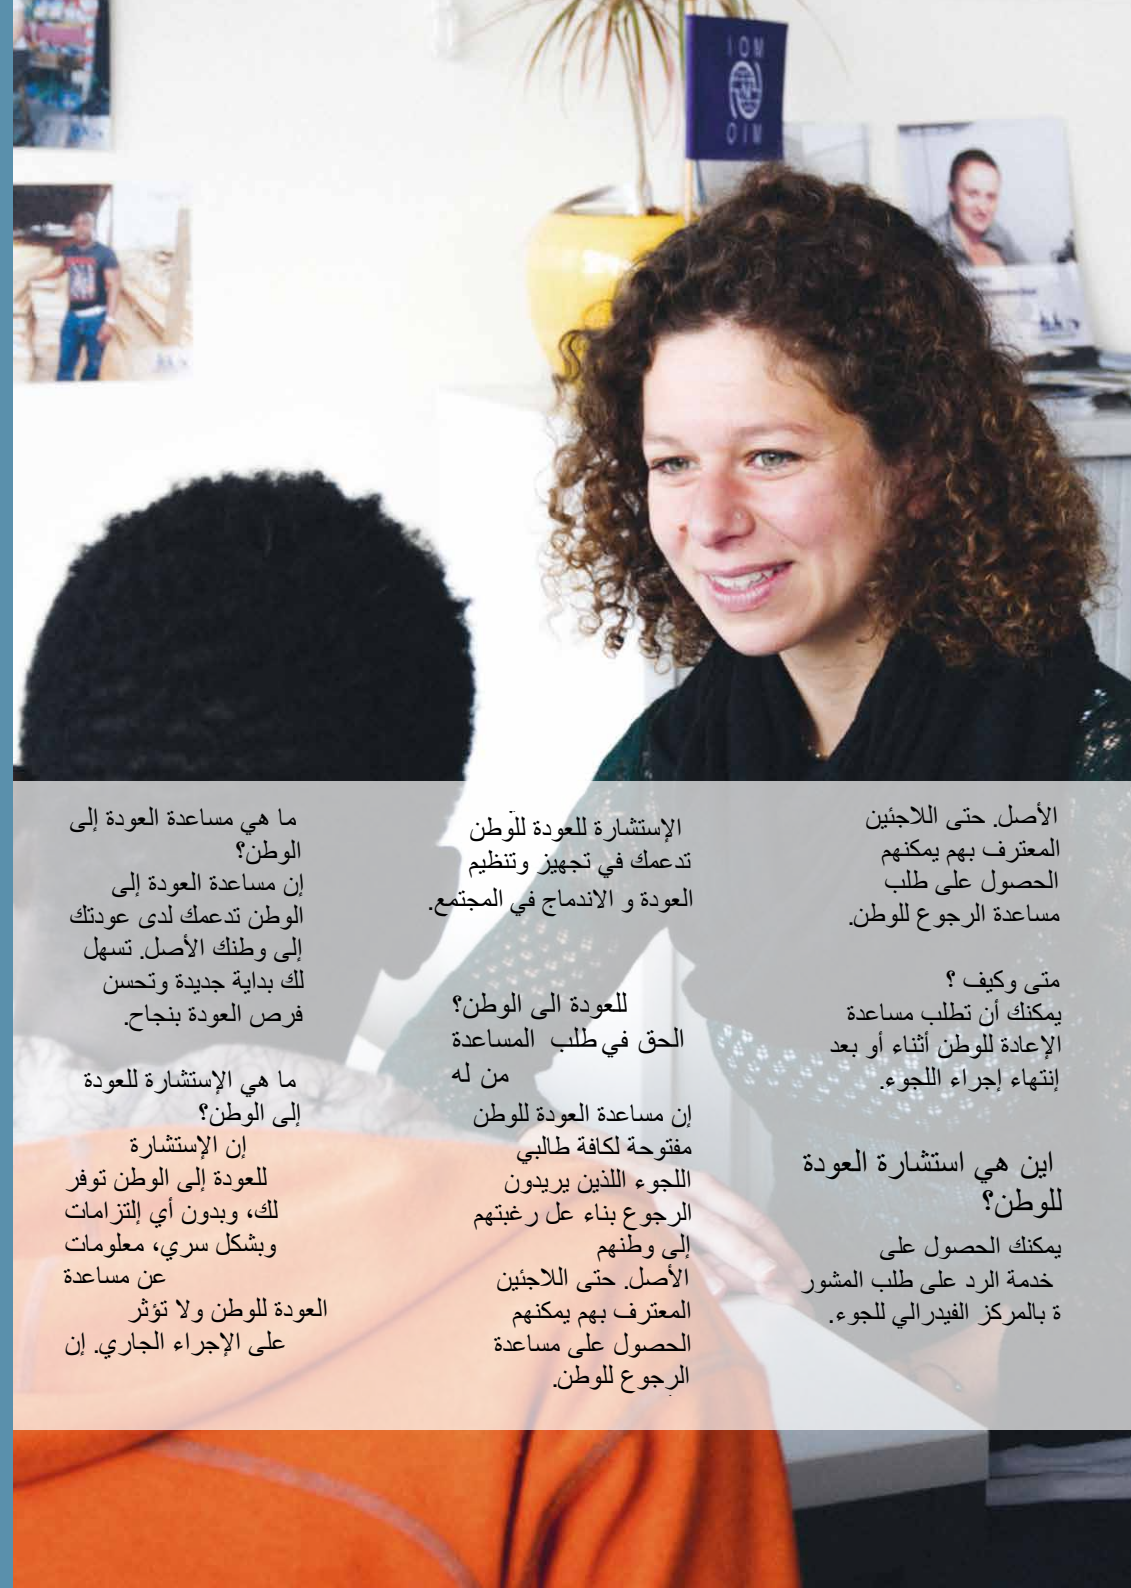 IOM
OIM
ما هي مساعدة العودة إلى
الوطن؟
إن مساعدة العودة إلى
الوطن تدعمك لدى عودتك
إلى وطنك الأصل. تسهل
لك بداية جديدة وتحسن
فرص العودة بنجاح.
ما هي الإستشارة للعودة
إلى الوطن؟
إن الإستشارة
للعودة إلى الوطن توفر
لك، وبدون أي إلتزامات
وبشكل سري، معلومات
عن مساعدة
العودة للوطن ولا تؤثر
على الإجراء الجاري. إن
الإستشارة للعودة للوطن
تدعمك في تجهيز وتنظيم
العودة و الاندماج في المجتمع.
للعودة الى الوطن؟
الحق في طلب المساعدة
من له
إن مساعدة العودة للوطن
مفتوحة لكافة طالبي
اللجوء اللذين يريدون
الرجوع بناء عل رغبتهم
إلى وطنهم
الأصل. حتى اللاجئين
المعترف بهم يمكنهم
الحصول على مساعدة
الرجوع للوطن.
الأصل. حتى اللاجئين
المعترف بهم يمكنهم
الحصول على طلب
مساعدة الرجوع للوطن.
متى وكيف ؟
يمكنك أن تطلب مساعدة
الإعادة للوطن أثناء أو بعد
إنتهاء إجراء اللجوء.
اين هي استشارة العودة
للوطن؟
يمكنك الحصول على
خدمة الرد على طلب المشور
ة بالمركز الفيدرالي للجوء.